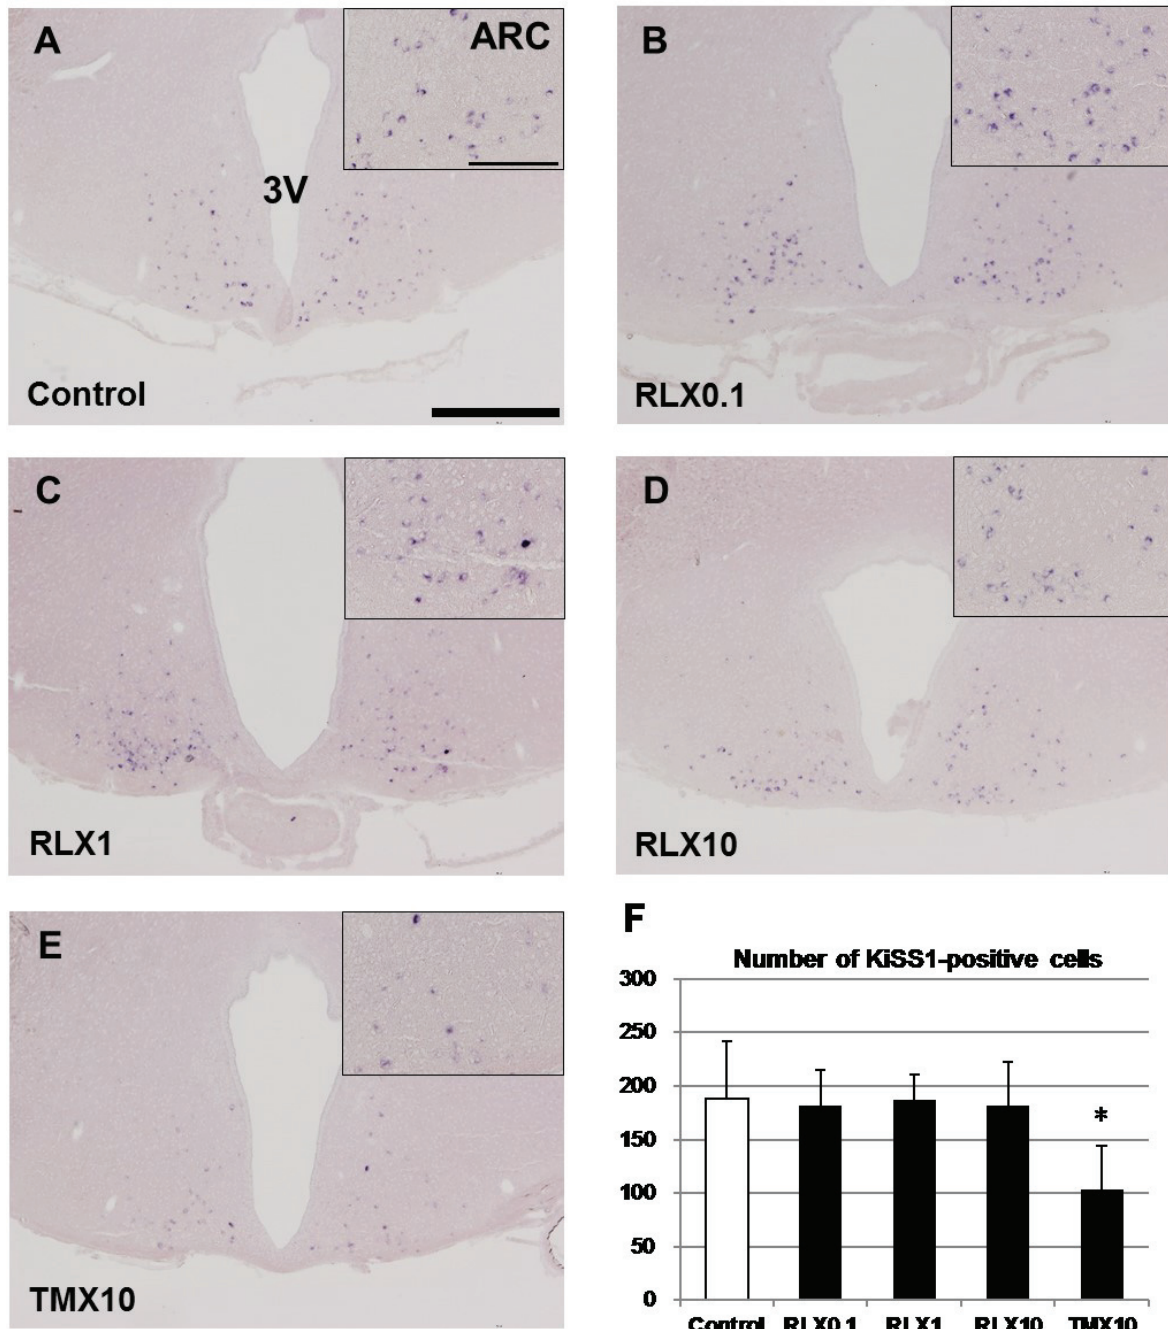 A
ARC
3V
Control
B
RLX0.1
C
RLX1
D
RLX10
E
TMX10
F
Number of KiSS1-positive cells
300
250
200
150
100
50
0
*
Control RLX0.1 RLX1 RLX10 TMX10